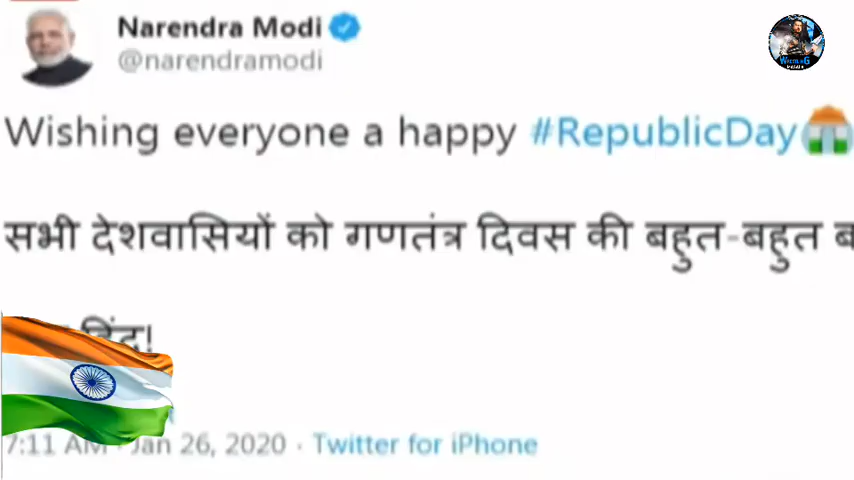 Narendra Modi
@narendramodi
Wishing everyone a happy #RepublicDay
सभी देशवासियों को गणतंत्र दिवस की बहुत-बहुत ब
हिंद!
7:11 AM · Jan 26, 2020 · Twitter for iPhone